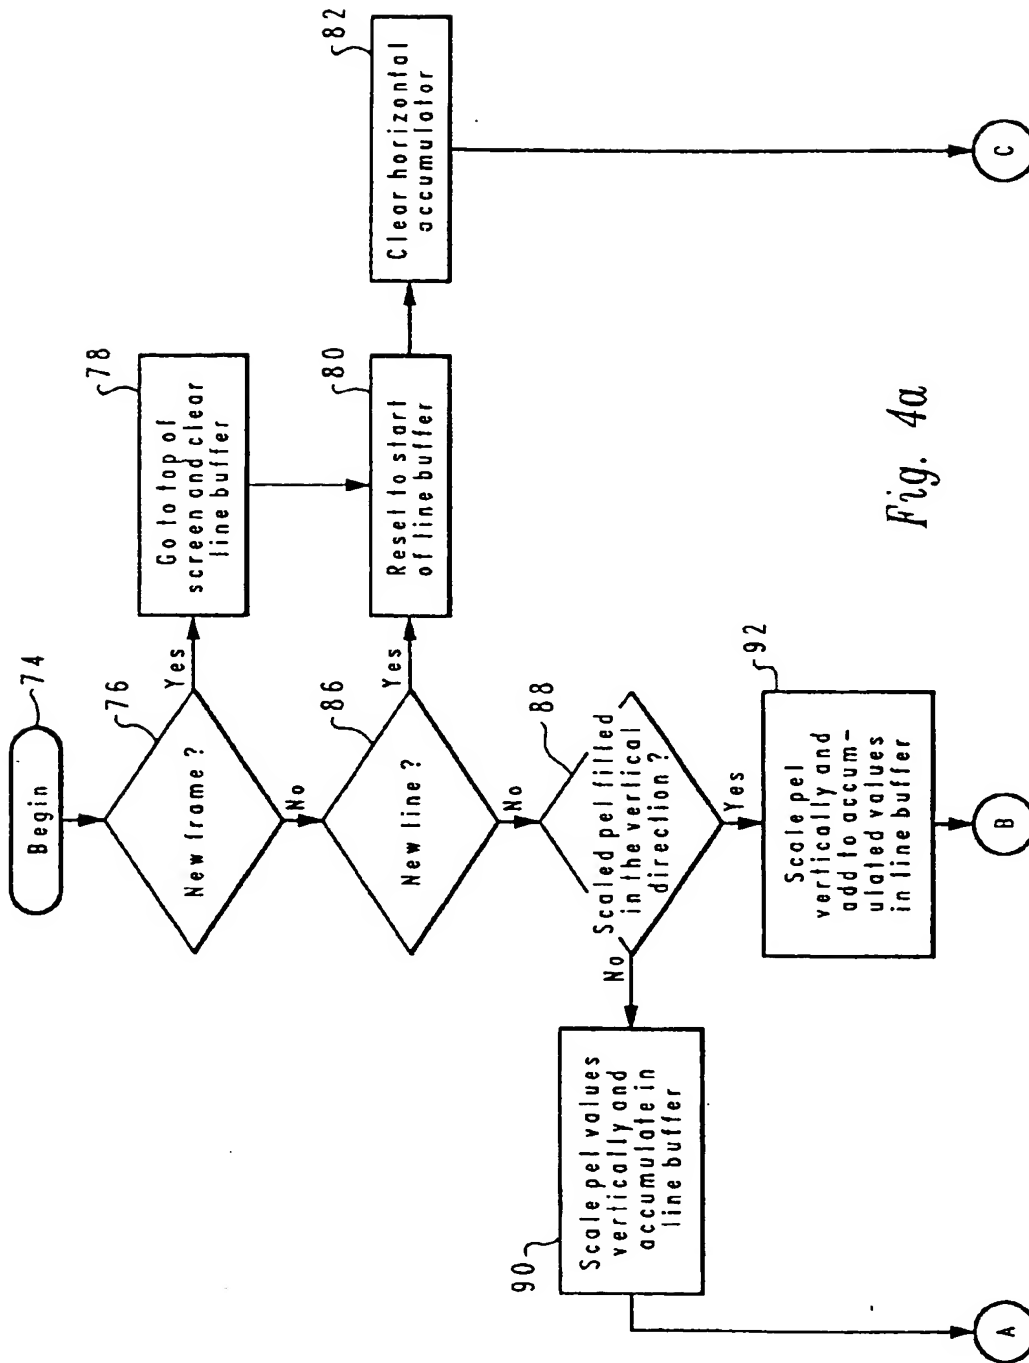 Begin
74
New frame?
76
Yes
No
Go to top of
screen and clear
line buffer
78
New line?
86
Yes
No
Reset to start
of line buffer
80
Clear horizontal
accumulator
82
Scaled pel filled
in the vertical
direction?
88
No
Yes
Scale pel values
vertically and
accumulate in
line buffer
90
Scale pel
vertically and
add to accum-
ulated values
in line buffer
92
A
B
C
Fig. 4a